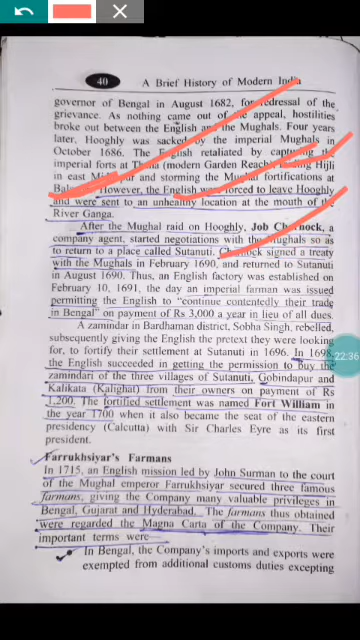 40 A Brief History of Modern India
governor of Bengal in August 1682, for redressal of the
grievance. As nothing came out of the appeal, hostilities
broke out between the English and the Mughals. Four years
later, Hooghly was sacked by the imperial Mughals in
October 1686. The English retaliated by capturing the
imperial forts at Thana (modern Garden Reach), raiding Hijli
in east and storming the Mughal fortifications at
However, the English were forced to leave Hooghly
and were sent to an unhealthy location at the mouth of the
River Ganga.
After the Mughal raid on Hooghly, Job Charnock, a
company agent, started negotiations with the Mughals so as
to return to a place called Sutanuti. Charnock signed a treaty
with the Mughals in February 1690, and returned to Sutanuti
in August 1690. Thus, an English factory was established on
February 10, 1691, the day an imperial farman was issued
permitting the English to “continue contentedly their trade
in Bengal” on payment of Rs 3,000 a year in lieu of all dues.
A zamindar in Bardhaman district, Sobha Singh, rebelled,
subsequently giving the English the pretext they were looking
for, to fortify their settlement at Sutanuti in 1696. In 1698,
22:36
the English succeeded in getting the permission to buy the
zamindari of the three villages of Sutanuti, Gobindapur and
Kalikata (Kalighat) from their owners on payment of Rs
1,200. The fortified settlement was named Fort William in
the year 1700 when it also became the seat of the eastern
presidency (Calcutta) with Sir Charles Eyre as its first
president.
Farrukhsiyar's Farmans
In 1715, an English mission led by John Surman to the court
of the Mughal emperor Farrukhsiyar secured three famous
farmans, giving the Company many valuable privileges in
Bengal, Gujarat and Hyderabad. The farmans thus obtained
were regarded the Magna Carta of the Company. Their
important terms were—
● In Bengal, the Company's imports and exports were
exempted from additional customs duties excepting